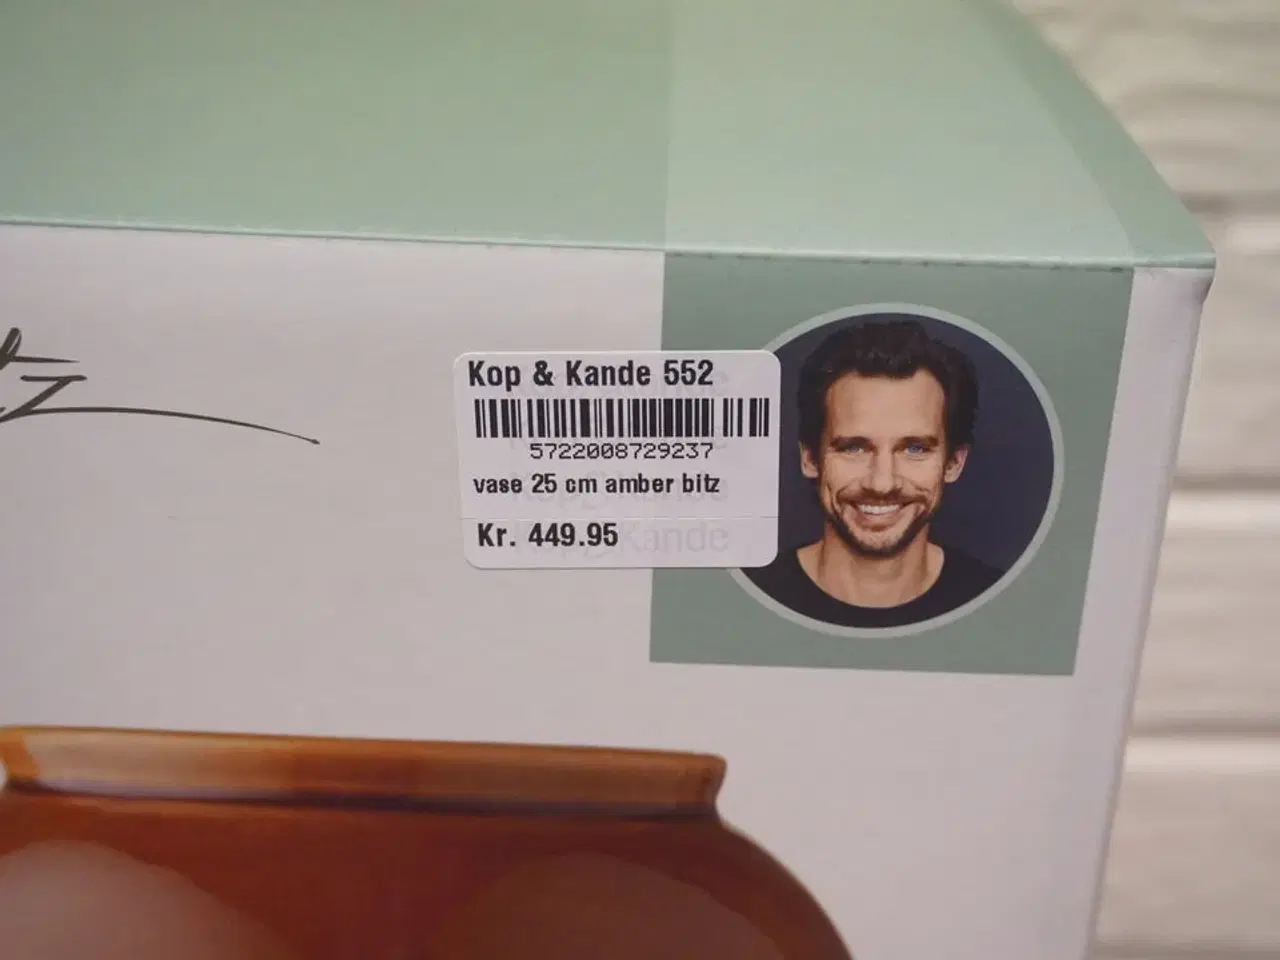 Kop & Kande 552
5722008729237
vase 25 cm amber bitz
Kr. 449.95